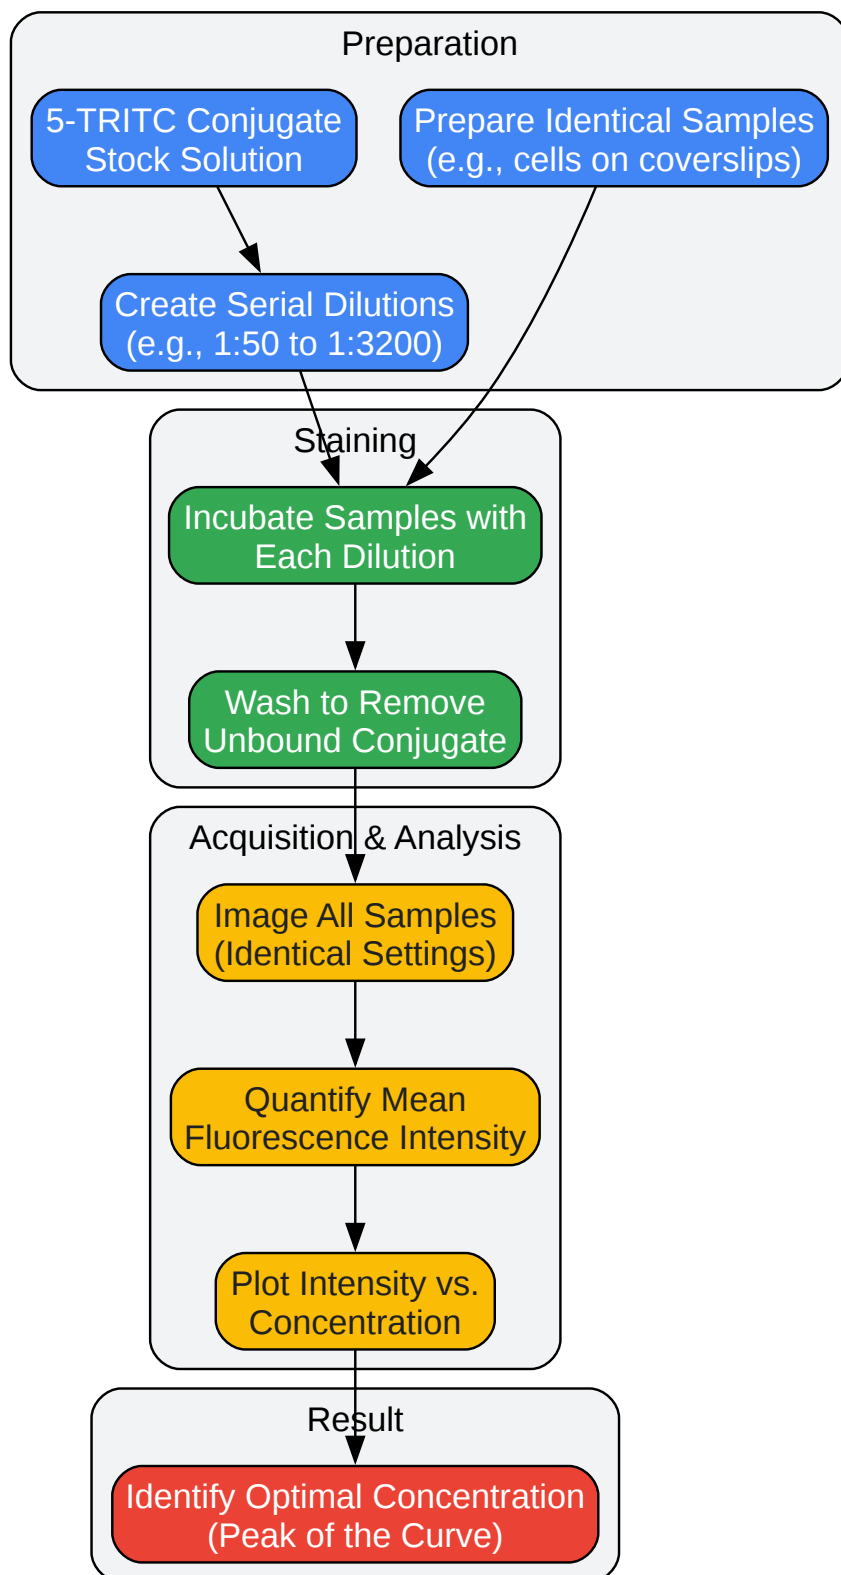 Preparation
5-TRITC Conjugate
Stock Solution
Prepare Identical Samples
(e.g., cells on coverslips)
Create Serial Dilutions
(e.g., 1:50 to 1:3200)
Staining
Incubate Samples with
Each Dilution
Wash to Remove
Unbound Conjugate
Acquisition & Analysis
Image All Samples
(Identical Settings)
Quantify Mean
Fluorescence Intensity
Plot Intensity vs.
Concentration
Result
Identify Optimal Concentration
(Peak of the Curve)